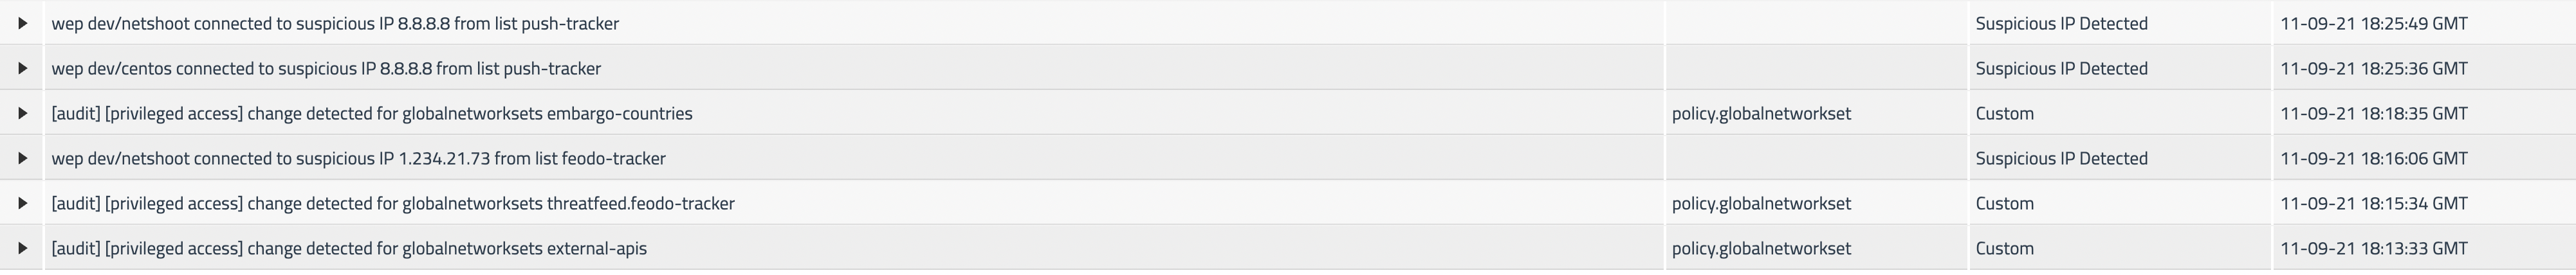 wep dev/netshoot connected to suspicious IP 8.8.8.8 from list push-tracker Suspicious IP Detected 11-09-21 18:25:49 GMT
wep dev/centos connected to suspicious IP 8.8.8.8 from list push-tracker Suspicious IP Detected 11-09-21 18:25:36 GMT
[audit] [privileged access] change detected for globalnetworksets embargo-countries policy.globalnetworkset Custom 11-09-21 18:18:35 GMT
wep dev/netshoot connected to suspicious IP 1.234.21.73 from list feodo-tracker Suspicious IP Detected 11-09-21 18:16:06 GMT
[audit] [privileged access] change detected for globalnetworksets threatfeed.feodo-tracker policy.globalnetworkset Custom 11-09-21 18:15:34 GMT
[audit] [privileged access] change detected for globalnetworksets external-apis policy.globalnetworkset Custom 11-09-21 18:13:33 GMT